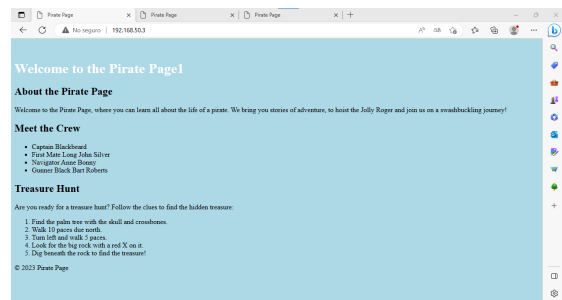 Pirate Page
Pirate Page
Pirate Page
No seguro
192.168.50.3
Welcome to the Pirate Page1
About the Pirate Page
Welcome to the Pirate Page, where you can learn all about the life of a pirate. We bring you stories of adventure, to hoist the Jolly Roger and join us on a swashbuckling journey!
Meet the Crew
• Captain Blackbeard
• First Mate Long John Silver
• Navigator Anne Bonny
• Gunner Black Bart Roberts
Treasure Hunt
Are you ready for a treasure hunt? Follow the clues to find the hidden treasure:
1. Find the palm tree with the skull and crossbones.
2. Walk 10 paces due north.
3. Turn left and walk 5 paces.
4. Look for the big rock with a red X on it.
5. Dig beneath the rock to find the treasure!
© 2023 Pirate Page